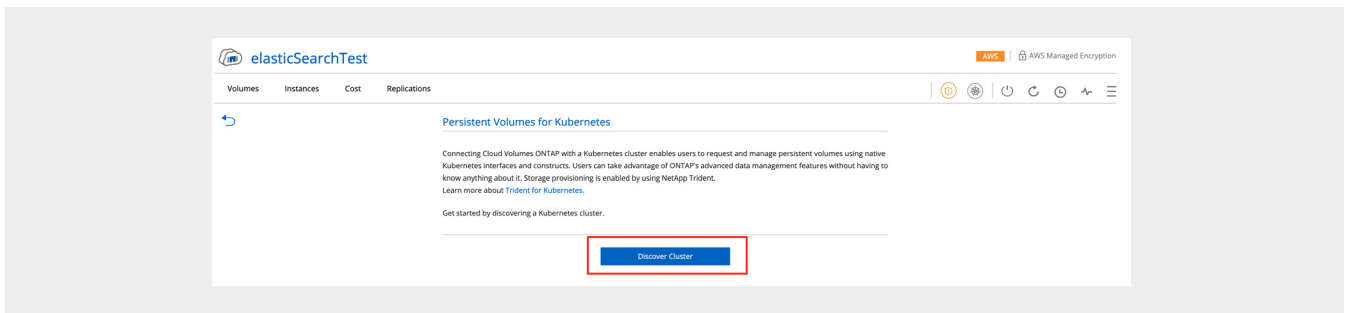 elasticSearchTest
AWS
AWS Managed Encryption
Volumes Instances Cost Replications
Persistent Volumes for Kubernetes
Connecting Cloud Volumes ONTAP with a Kubernetes cluster enables users to request and manage persistent volumes using native
Kubernetes interfaces and constructs. Users can take advantage of ONTAP's advanced data management features without having to
know anything about it. Storage provisioning is enabled by using NetApp Trident.
Learn more about Trident for Kubernetes.
Get started by discovering a Kubernetes cluster.
Discover Cluster